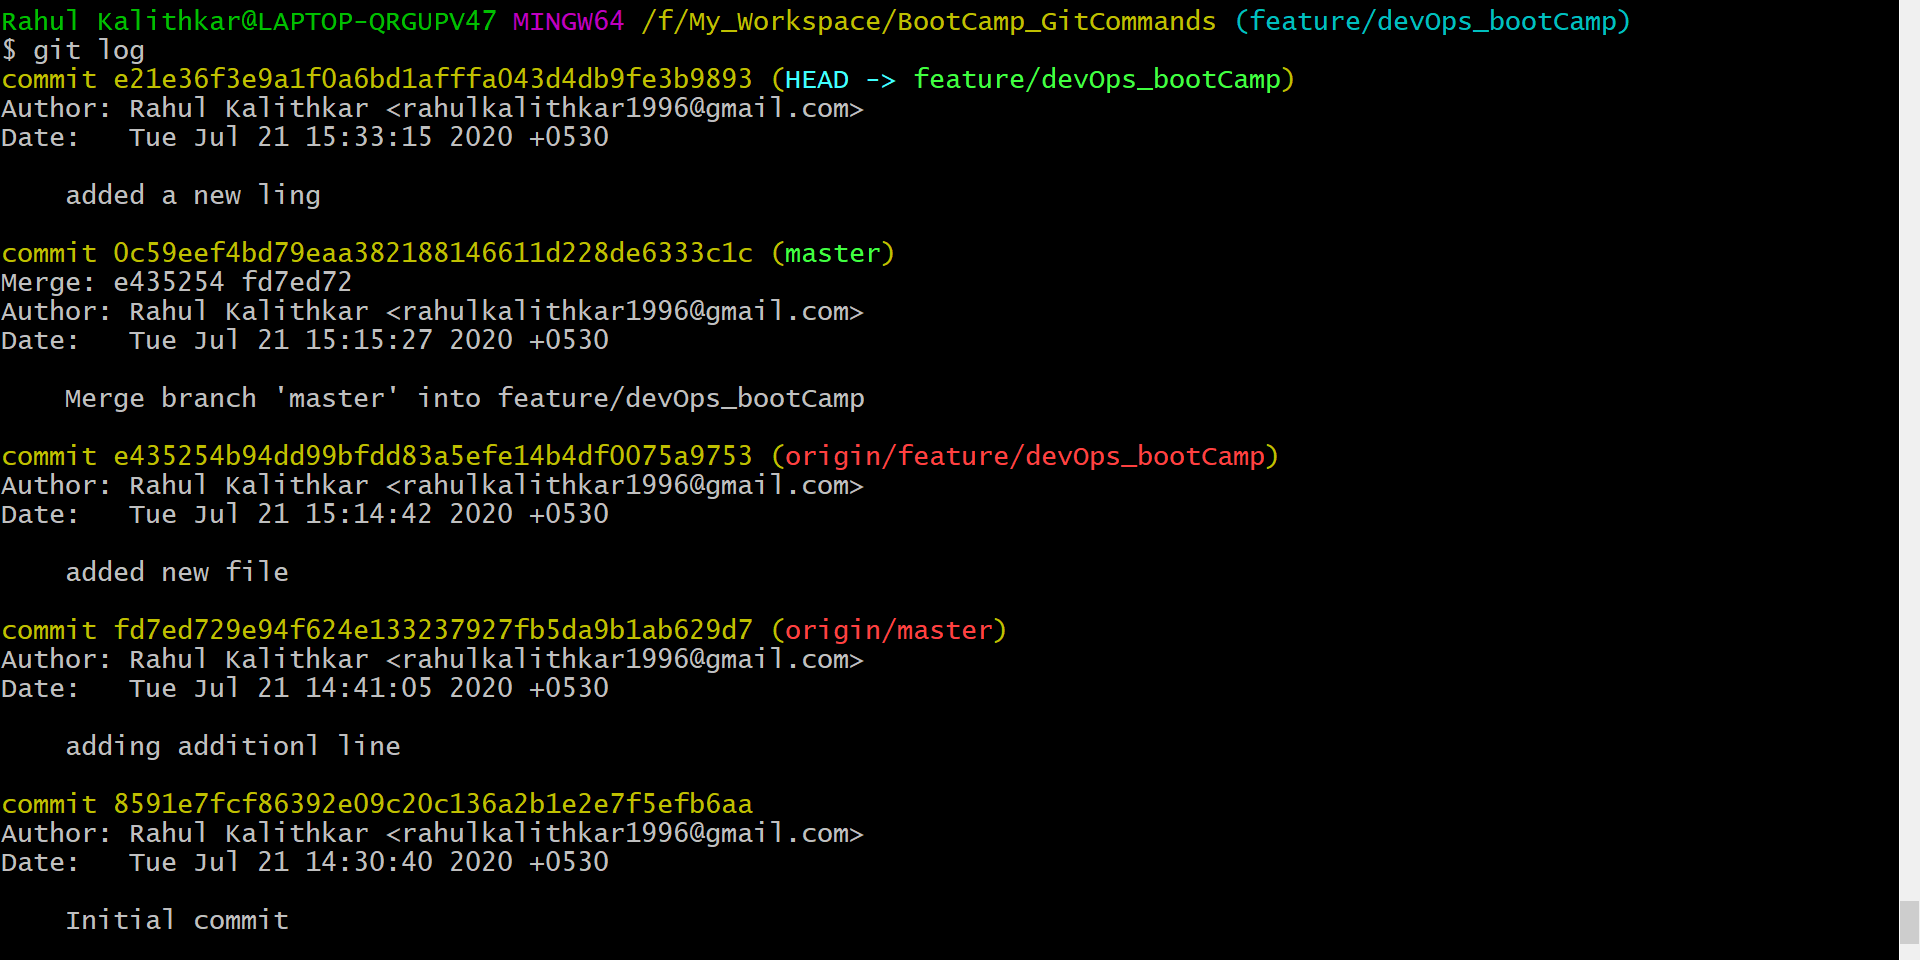 Rahul Kalithkar@LAPTOP-QRGUPV47 MINGW64 /f/My_Workspace/BootCamp_GitCommands (feature/devOps_bootCamp)
$ git log
commit e21e36f3e9a1f0a6bd1afffa043d4db9fe3b9893 (HEAD -> feature/devOps_bootCamp)
Author: Rahul Kalithkar <rahulkalithkar1996@gmail.com>
Date:   Tue Jul 21 15:33:15 2020 +0530
    added a new ling
commit 0c59eef4bd79eaa382188146611d228de6333c1c (master)
Merge: e435254 fd7ed72
Author: Rahul Kalithkar <rahulkalithkar1996@gmail.com>
Date:   Tue Jul 21 15:15:27 2020 +0530
    Merge branch 'master' into feature/devOps_bootCamp
commit e435254b94dd99bfdd83a5efe14b4df0075a9753 (origin/feature/devOps_bootCamp)
Author: Rahul Kalithkar <rahulkalithkar1996@gmail.com>
Date:   Tue Jul 21 15:14:42 2020 +0530
    added new file
commit fd7ed729e94f624e133237927fb5da9b1ab629d7 (origin/master)
Author: Rahul Kalithkar <rahulkalithkar1996@gmail.com>
Date:   Tue Jul 21 14:41:05 2020 +0530
    adding additionl line
commit 8591e7fcf86392e09c20c136a2b1e2e7f5efb6aa
Author: Rahul Kalithkar <rahulkalithkar1996@gmail.com>
Date:   Tue Jul 21 14:30:40 2020 +0530
    Initial commit